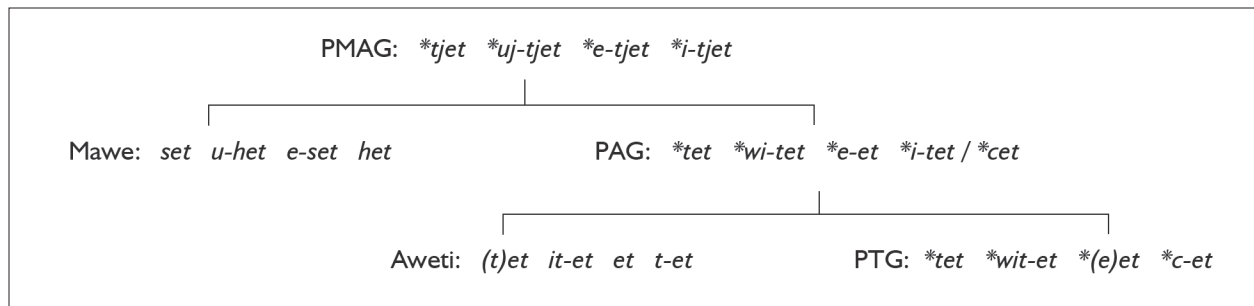 PMAG: *tjet *uj-tjet *e-tjet *i-tjet
Mawe: set u-het e-set het PAG: *tet *wi-tet *e-et *i-tet / *cet
Aweti: (t)et it-et et t-et PTG: *tet *wit-et *(e)et *c-et